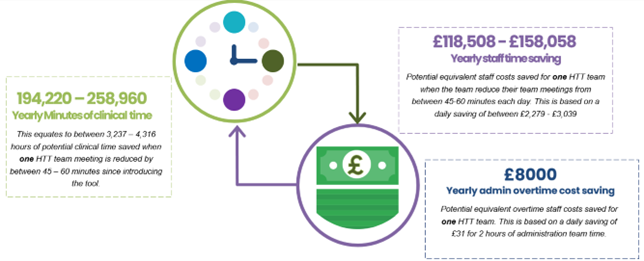 194,220 – 258,960
Yearly Minutes of clinical time
This equates to between 3,237 – 4,316
hours of potential clinical time saved when
one HTT team meeting is reduced by
between 45 – 60 minutes since introducing
the tool.
£118,508 - £158,058
Yearly staff time saving
Potential equivalent staff costs saved for one HTT team
when the team reduce their team meetings from
between 45-60 minutes each day. This is based on a
daily saving of between £2,279 - £3,039
£
£8000
Yearly admin overtime cost saving
Potential equivalent overtime staff costs saved for
one HTT team. This is based on a daily saving of
£31 for 2 hours of administration team time.